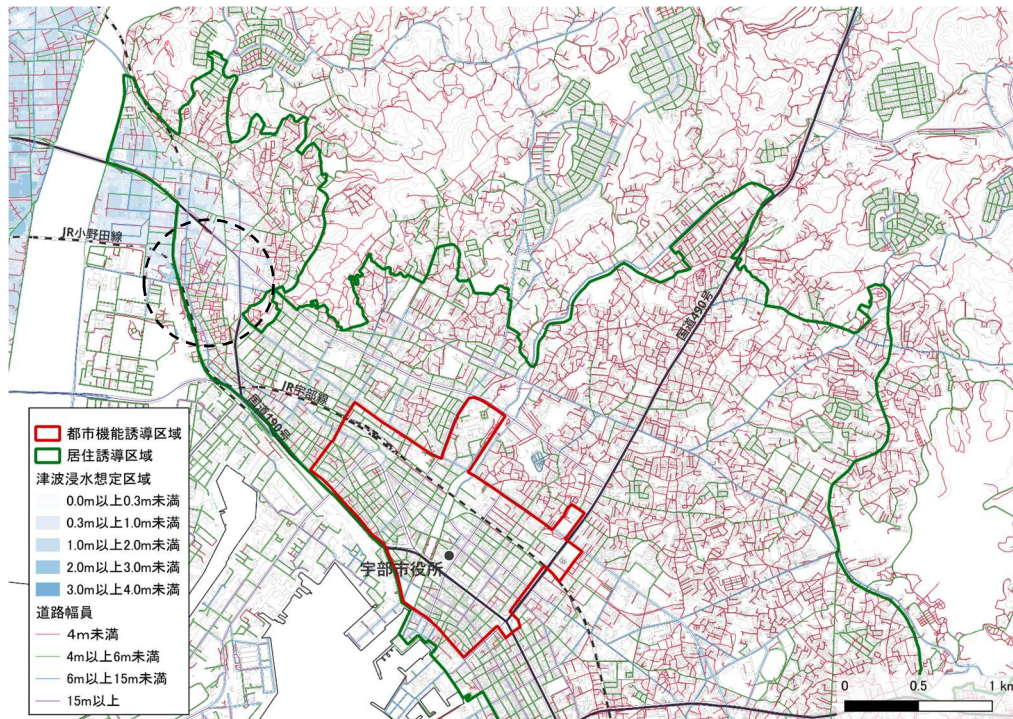 JR小野田線
国道490号
JR宇部線
国道190号
宇部市役所
都市機能誘導区域
居住誘導区域
津波浸水想定区域
0.0m以上0.3m未満
0.3m以上1.0m未満
1.0m以上2.0m未満
2.0m以上3.0m未満
3.0m以上4.0m未満
道路幅員
4m未満
4m以上6m未満
6m以上15m未満
15m以上
0 0.5 1 km